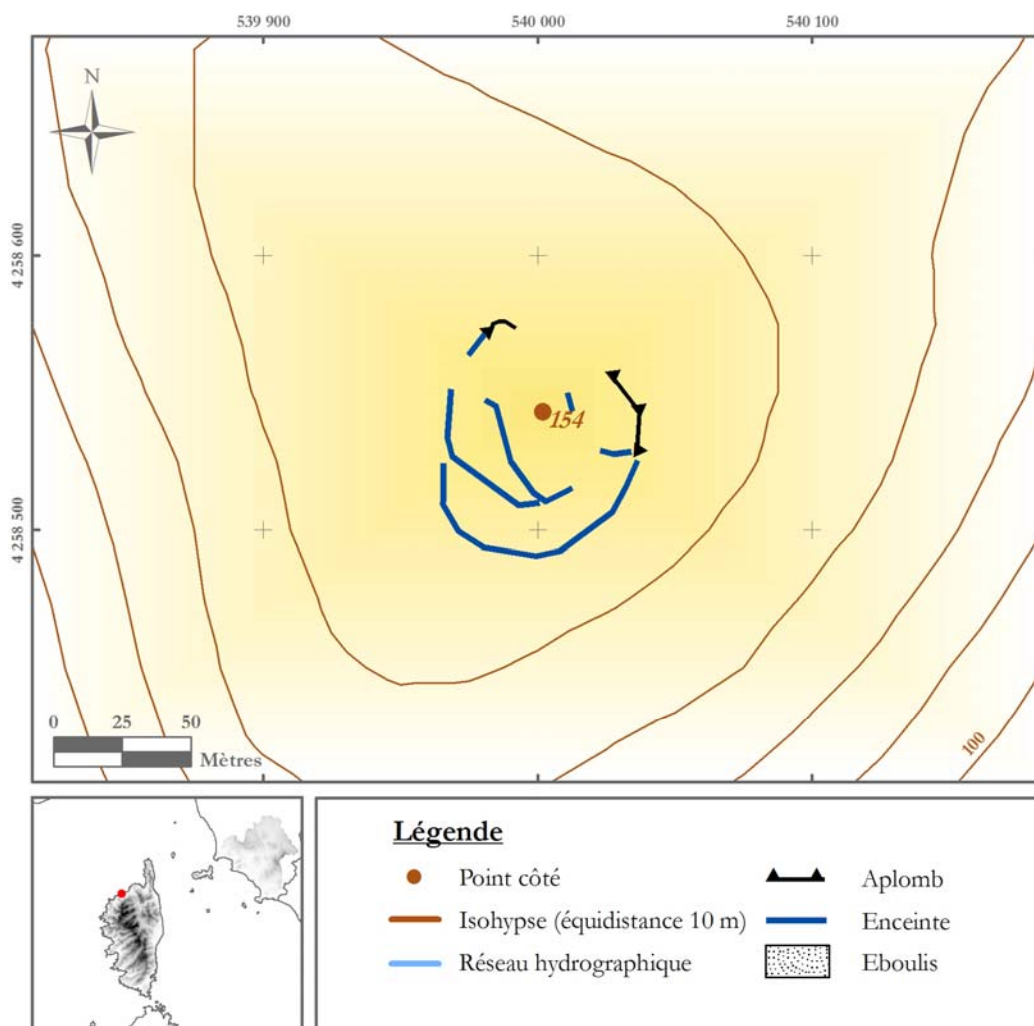 539 900
540 000
540 100
N
4 258 600
154
4 258 500
0 25 50
Mètres
100
Légende
Point côté
Aplomb
Isohypse (équidistance 10 m)
Enceinte
Réseau hydrographique
Eboulis